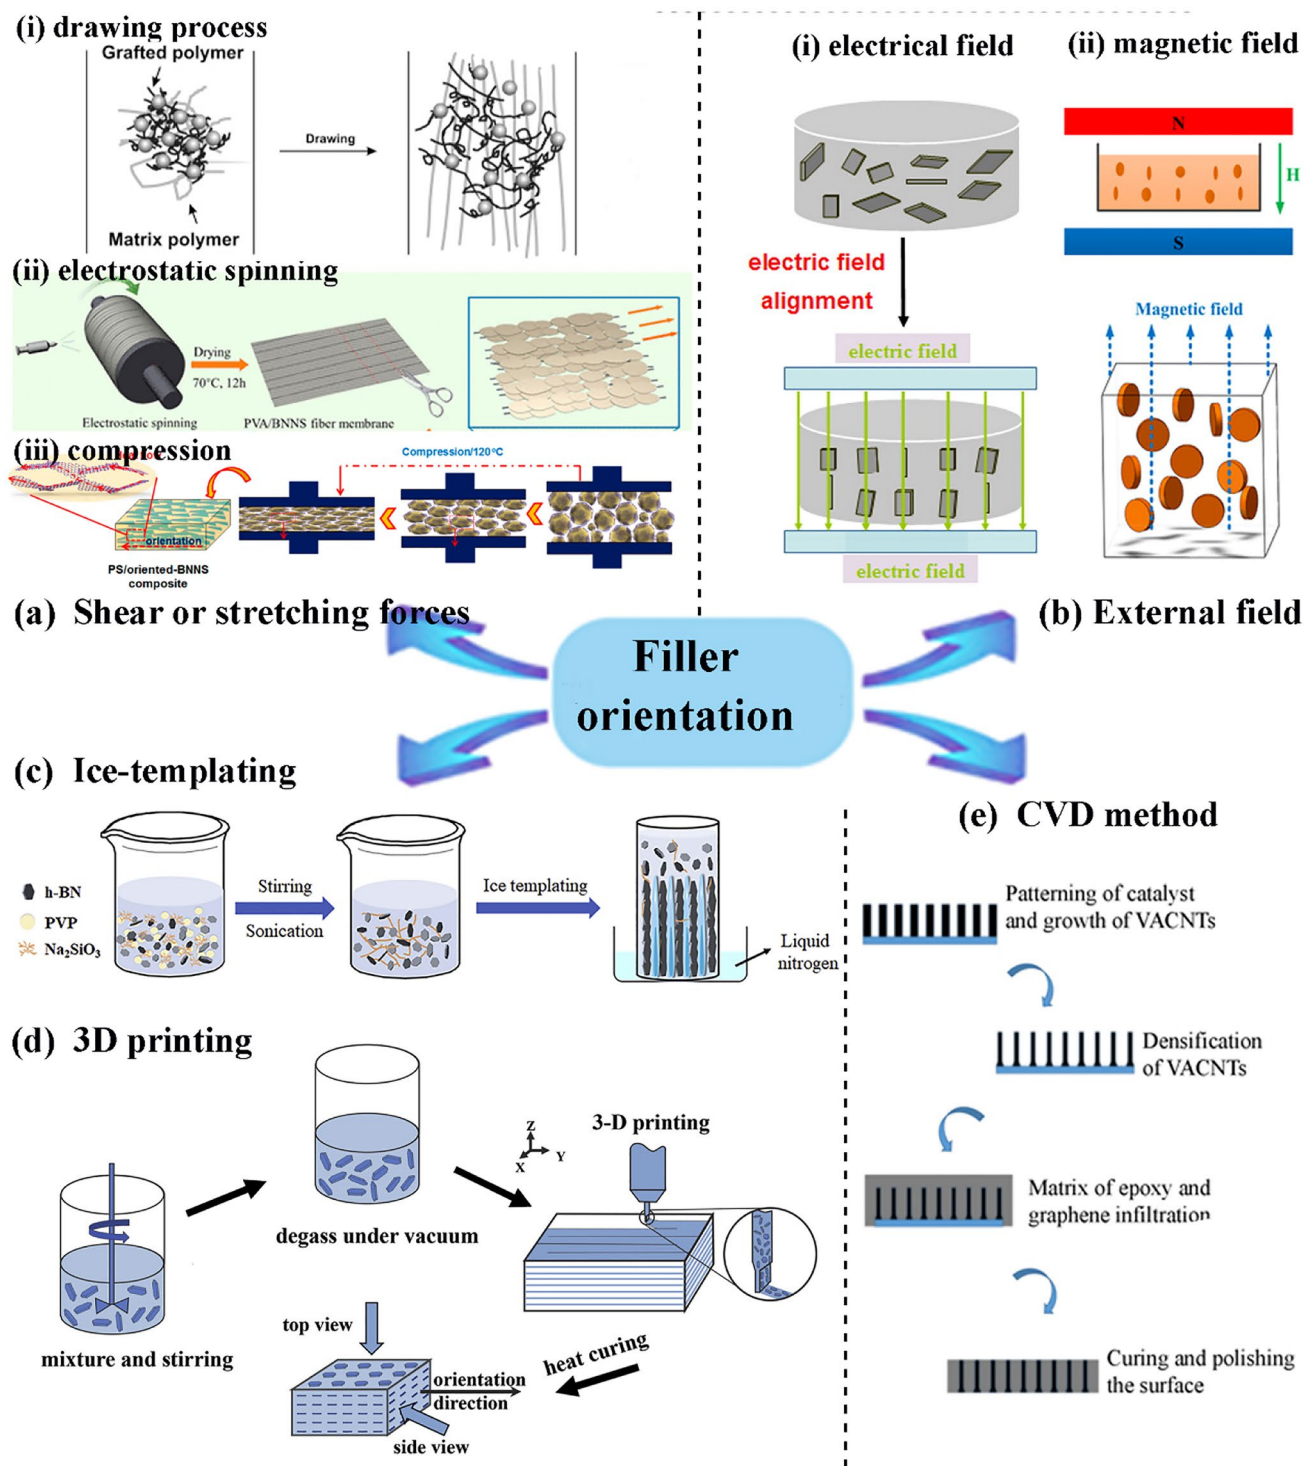 (i) drawing process
Grafted polymer
Drawing
Matrix polymer
(ii) electrostatic spinning
Drying
70°C, 12h
Electrostatic spinning
PVA/BNNS fiber membrane
(iii) compression
Compression/120°C
orientation
PS/oriented-BNNS
composite
(a) Shear or stretching forces
(i) electrical field
electric field
alignment
electric field
electric field
(ii) magnetic field
N
H
S
Magnetic field
(b) External field
Filler
orientation
(c) Ice-templating
h-BN
PVP
Na₂SiO₃
Stirring
Sonication
Ice templating
Liquid
nitrogen
(d) 3D printing
mixture and stirring
degass under vacuum
Z
X
Y
3-D printing
heat curing
top view
orientation
direction
side view
(e) CVD method
Patterning of catalyst
and growth of VACNTs
Densification
of VACNTs
Matrix of epoxy and
graphene infiltration
Curing and polishing
the surface